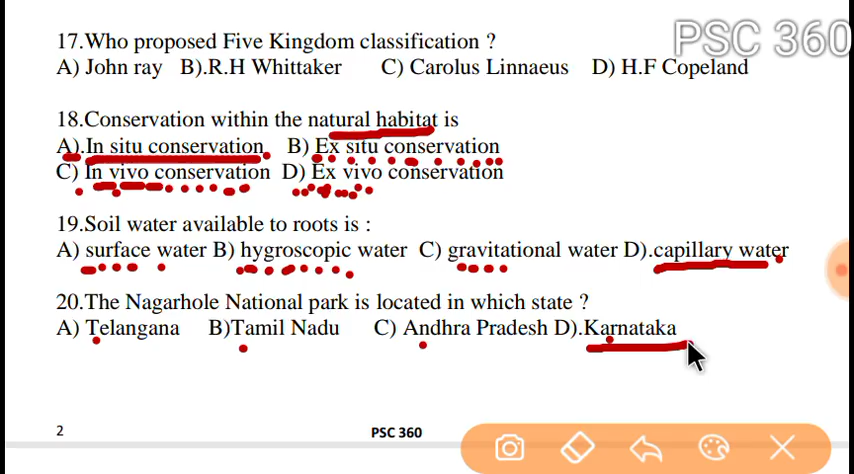 PSC 360
17.Who proposed Five Kingdom classification ?
A) John ray B).R.H Whittaker C) Carolus Linnaeus D) H.F Copeland
18.Conservation within the natural habitat is
A).In situ conservation B) Ex situ conservation
C) In vivo conservation D) Ex vivo conservation
19.Soil water available to roots is :
A) surface water B) hygroscopic water C) gravitational water D).capillary water
20.The Nagarhole National park is located in which state ?
A) Telangana B)Tamil Nadu C) Andhra Pradesh D).Karnataka
2 PSC 360